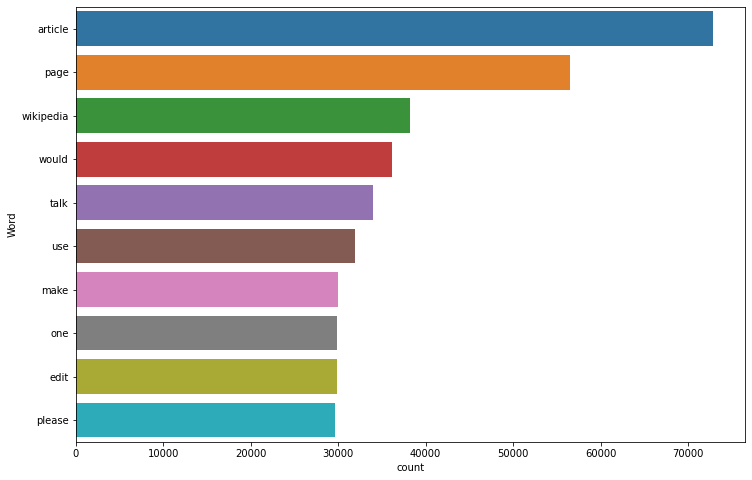 article
page
wikipedia
would
talk
use
make
one
edit
please
Word
0 10000 20000 30000 40000 50000 60000 70000
count